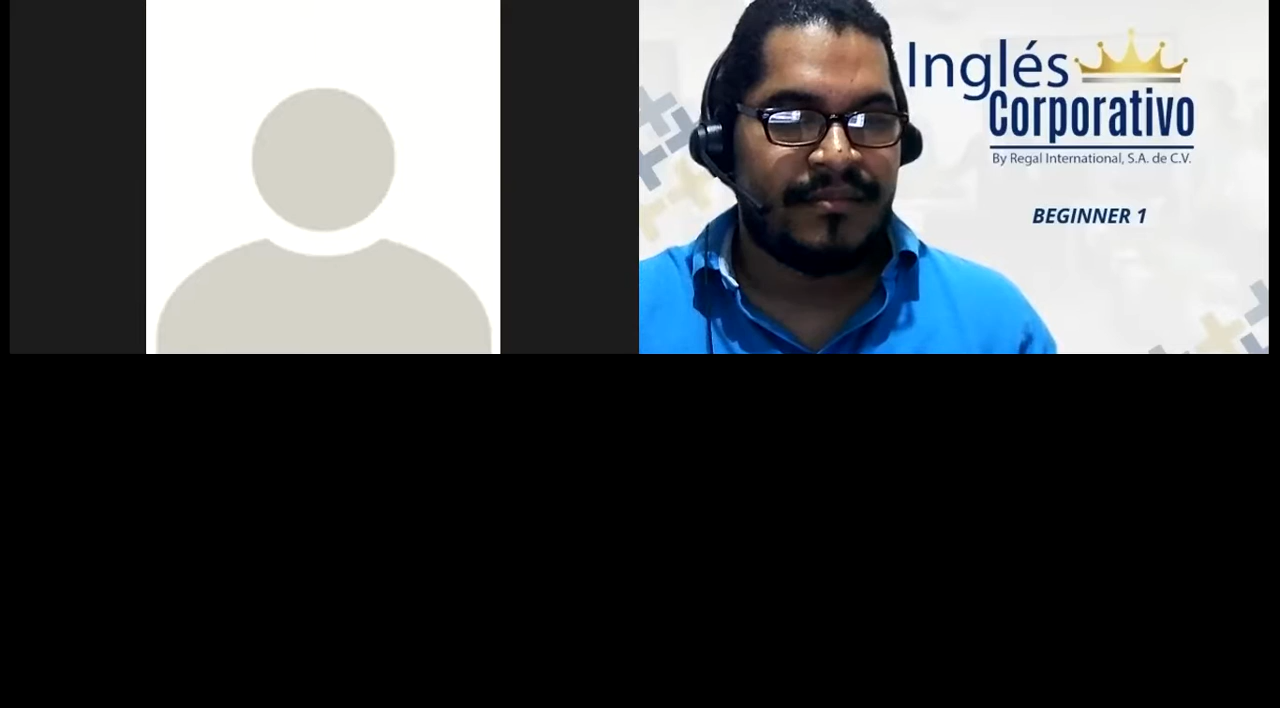 Inglés
Corporativo
By Regal International, S.A. de C.V.
BEGINNER 1